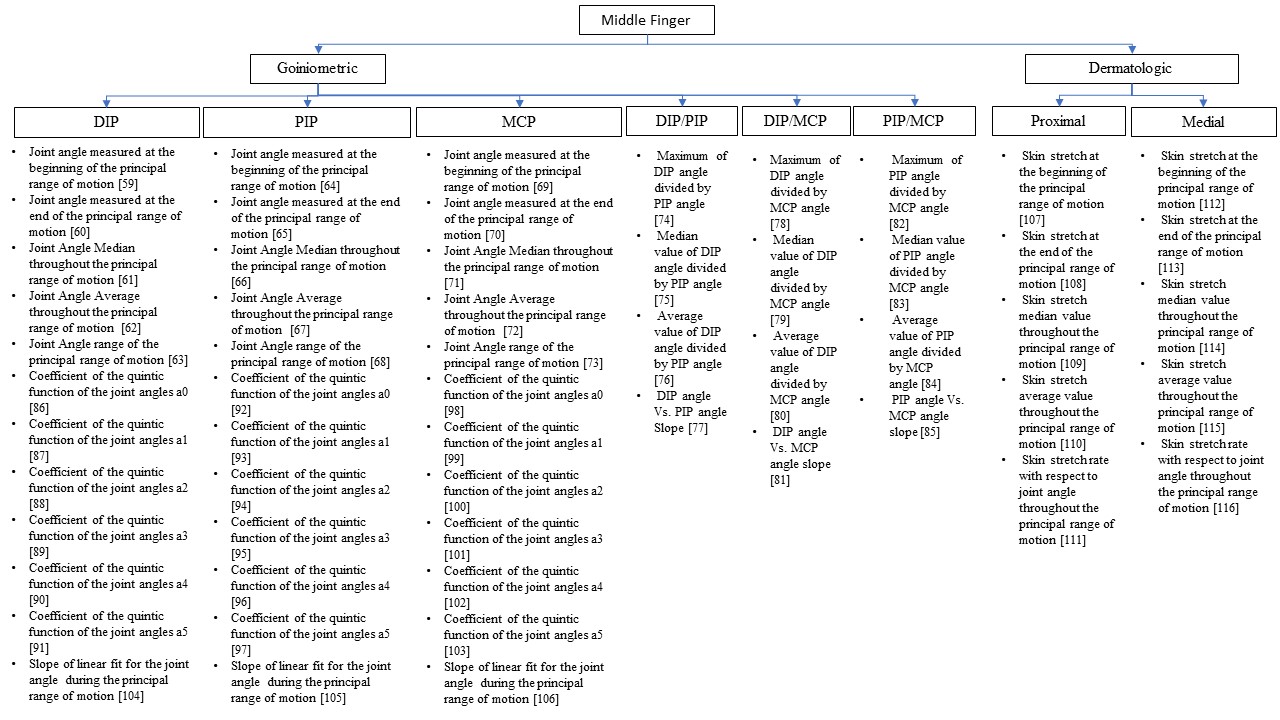 Middle Finger
Goiniometric
Dermatologic
DIP
PIP
MCP
DIP/PIP
DIP/MCP
PIP/MCP
Proximal
Medial
• Joint angle measured at the
beginning of the principal
range of motion [59]
• Joint angle measured at the
end of the principal range of
motion [60]
• Joint Angle Median
throughout the principal
range of motion [61]
• Joint Angle Average
throughout the principal
range of motion [62]
• Joint Angle range of the
principal range of motion [63]
• Coefficient of the quintic
function of the joint angles a0
[86]
• Coefficient of the quintic
function of the joint angles a1
[87]
• Coefficient of the quintic
function of the joint angles a2
[88]
• Coefficient of the quintic
function of the joint angles a3
[89]
• Coefficient of the quintic
function of the joint angles a4
[90]
• Coefficient of the quintic
function of the joint angles a5
[91]
• Slope of linear fit for the joint
angle during the principal
range of motion [104]
• Joint angle measured at the
beginning of the principal
range of motion [64]
• Joint angle measured at the end
of the principal range of
motion [65]
• Joint Angle Median throughout
the principal range of motion
[66]
• Joint Angle Average
throughout the principal range
of motion [67]
• Joint Angle range of the
principal range of motion [68]
• Coefficient of the quintic
function of the joint angles a0
[92]
• Coefficient of the quintic
function of the joint angles a1
[93]
• Coefficient of the quintic
function of the joint angles a2
[94]
• Coefficient of the quintic
function of the joint angles a3
[95]
• Coefficient of the quintic
function of the joint angles a4
[96]
• Coefficient of the quintic
function of the joint angles a5
[97]
• Slope of linear fit for the joint
angle during the principal
range of motion [105]
• Joint angle measured at the
beginning of the principal
range of motion [69]
• Joint angle measured at the end
of the principal range of
motion [70]
• Joint Angle Median throughout
the principal range of motion
[71]
• Joint Angle Average
throughout the principal range
of motion [72]
• Joint Angle range of the
principal range of motion [73]
• Coefficient of the quintic
function of the joint angles a0
[98]
• Coefficient of the quintic
function of the joint angles a1
[99]
• Coefficient of the quintic
function of the joint angles a2
[100]
• Coefficient of the quintic
function of the joint angles a3
[101]
• Coefficient of the quintic
function of the joint angles a4
[102]
• Coefficient of the quintic
function of the joint angles a5
[103]
• Slope of linear fit for the joint
angle during the principal
range of motion [106]
• Maximum of
DIP angle
divided by
PIP angle
[74]
• Median
value of DIP
angle divided
by PIP angle
[75]
• Average
value of DIP
angle divided
by PIP angle
[76]
• DIP angle
Vs. PIP angle
Slope [77]
• Maximum of
DIP angle
divided by
MCP angle
[78]
• Median
value of DIP
angle
divided by
MCP angle
[79]
• Average
value of DIP
angle
divided by
MCP angle
[80]
• DIP angle
Vs. MCP
angle slope
[81]
• Maximum of
PIP angle
divided by
MCP angle
[82]
• Median value
of PIP angle
divided by
MCP angle
[83]
• Average
value of PIP
angle divided
by MCP
angle [84]
• PIP angle Vs.
MCP angle
slope [85]
• Skin stretch at
the beginning of
the principal
range of motion
[107]
• Skin stretch at
the end of the
principal range of
motion [108]
• Skin stretch
median value
throughout the
principal range of
motion [109]
• Skin stretch
average value
throughout the
principal range of
motion [110]
• Skin stretch rate
with respect to
joint angle
throughout the
principal range of
motion [111]
• Skin stretch at the
beginning of the
principal range of
motion [112]
• Skin stretch at the
end of the principal
range of motion
[113]
• Skin stretch
median value
throughout the
principal range of
motion [114]
• Skin stretch
average value
throughout the
principal range of
motion [115]
• Skin stretch rate
with respect to joint
angle throughout
the principal range
of motion [116]